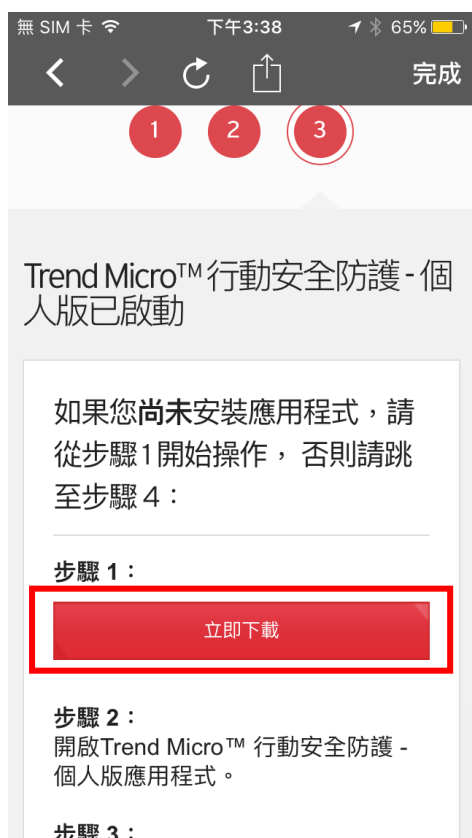 無 SIM 卡 下午3:38 65%
完成
1 2 3
Trend Micro™ 行動安全防護 - 個
人版已啟動
如果您尚未安裝應用程式，請
從步驟1開始操作， 否則請跳
至步驟 4：
步驟 1：
立即下載
步驟 2：
開啟Trend Micro™ 行動安全防護 -
個人版應用程式。
步驟 3：